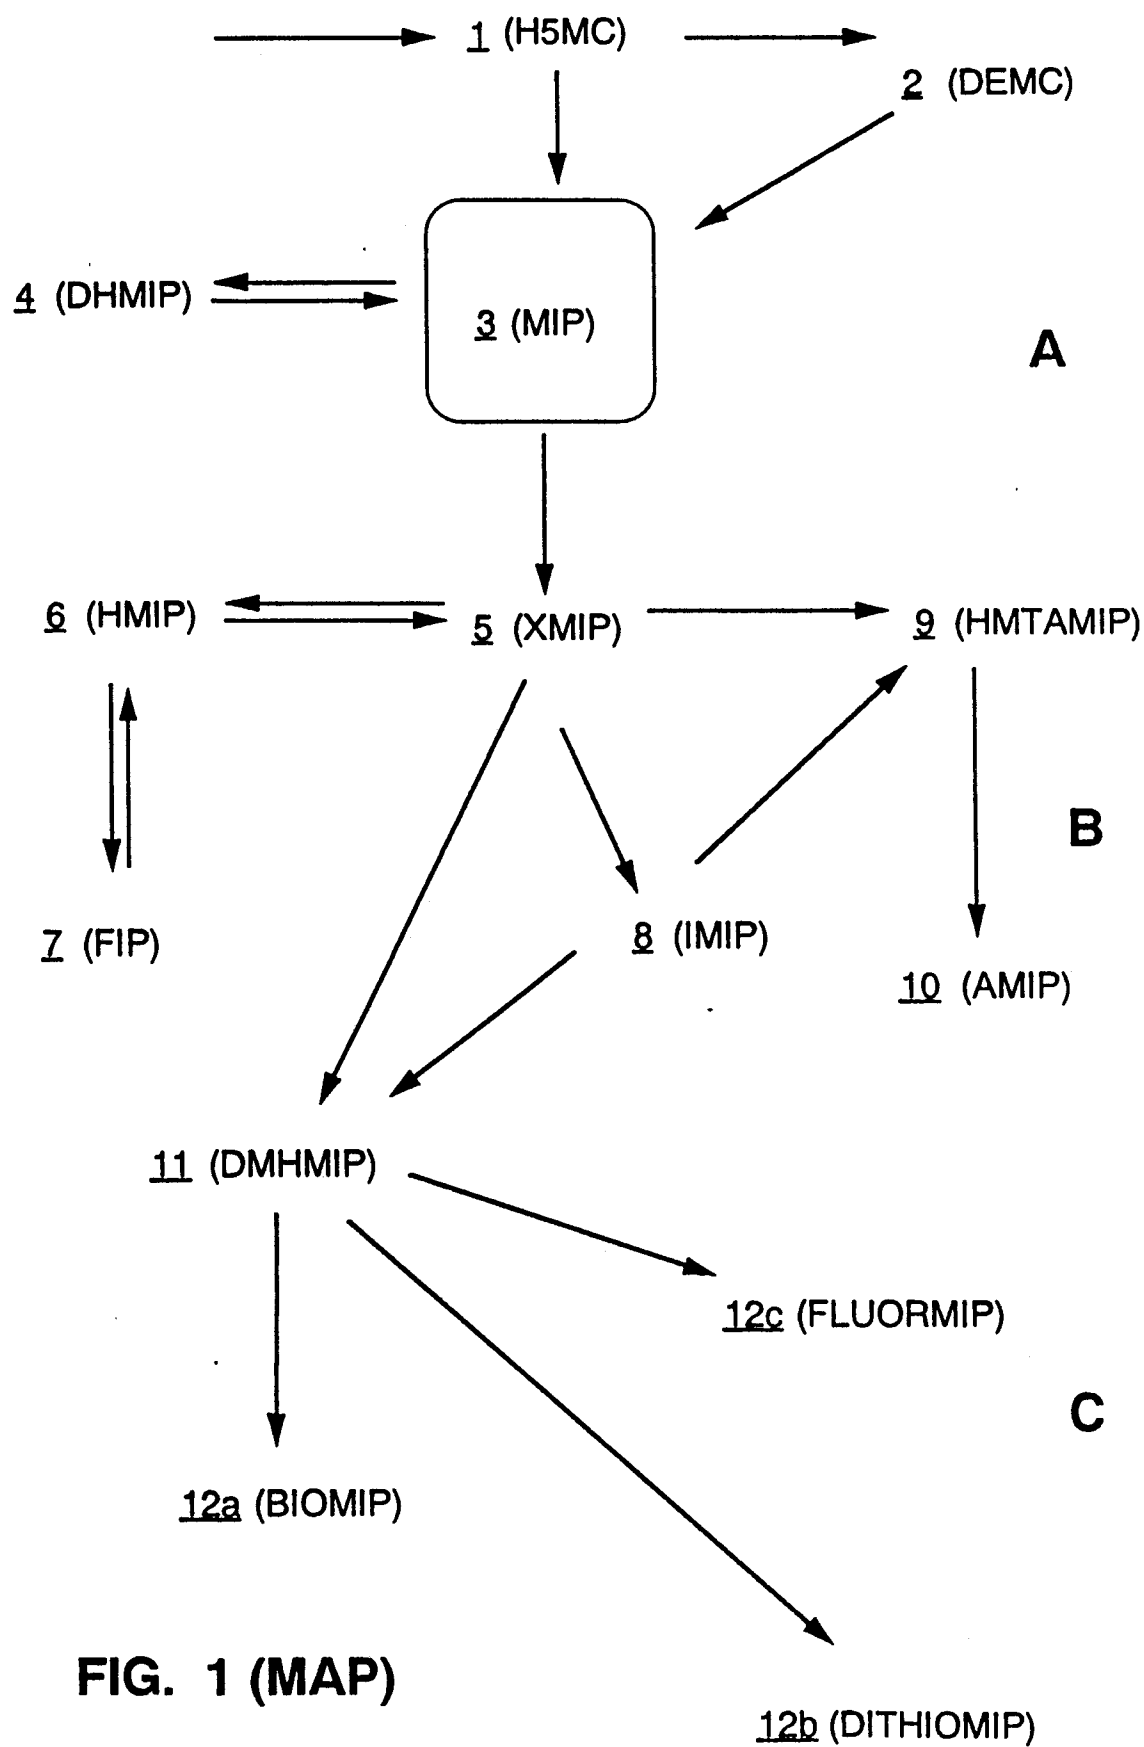 1 (H5MC)
2 (DEMC)
4 (DHMIP)
3 (MIP)
A
6 (HMIP)
5 (XMIP)
9 (HMTAMIP)
B
7 (FIP)
8 (IMIP)
10 (AMIP)
11 (DMHMIP)
12c (FLUORMIP)
C
12a (BIOMIP)
FIG. 1 (MAP)
12b (DITHIOMIP)